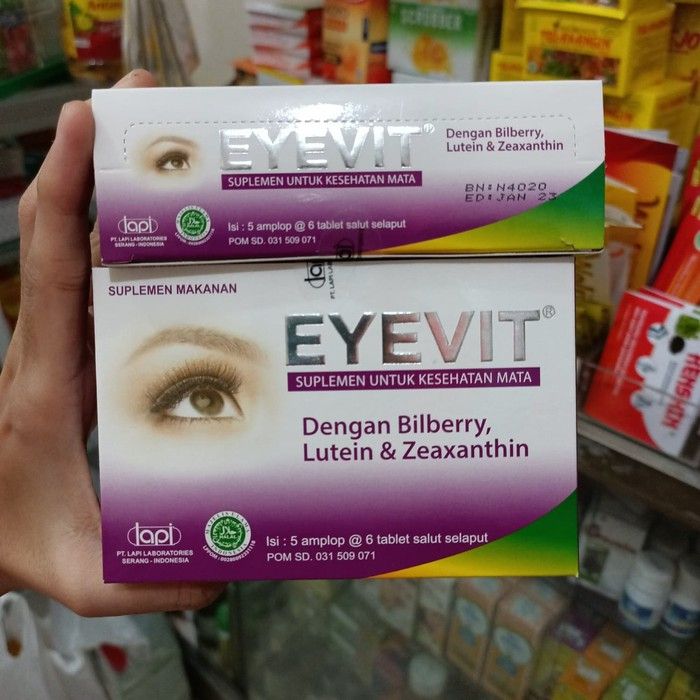 EYEVIT®
Dengan Bilberry,
Lutein & Zeaxanthin
SUPLEMEN UNTUK KESEHATAN MATA
BN:N4020
ED:JAN 23
lapi
PT. LAPI LABORATORIES
SERANG - INDONESIA
Isi : 5 amplop @ 6 tablet salut selaput
POM SD. 031 509 071
lapi
SUPLEMEN MAKANAN
EYEVIT®
SUPLEMEN UNTUK KESEHATAN MATA
Dengan Bilberry,
Lutein & Zeaxanthin
lapi
PT. LAPI LABORATORIES
SERANG - INDONESIA
HALAL
Isi : 5 amplop @ 6 tablet salut selaput
POM SD. 031 509 071